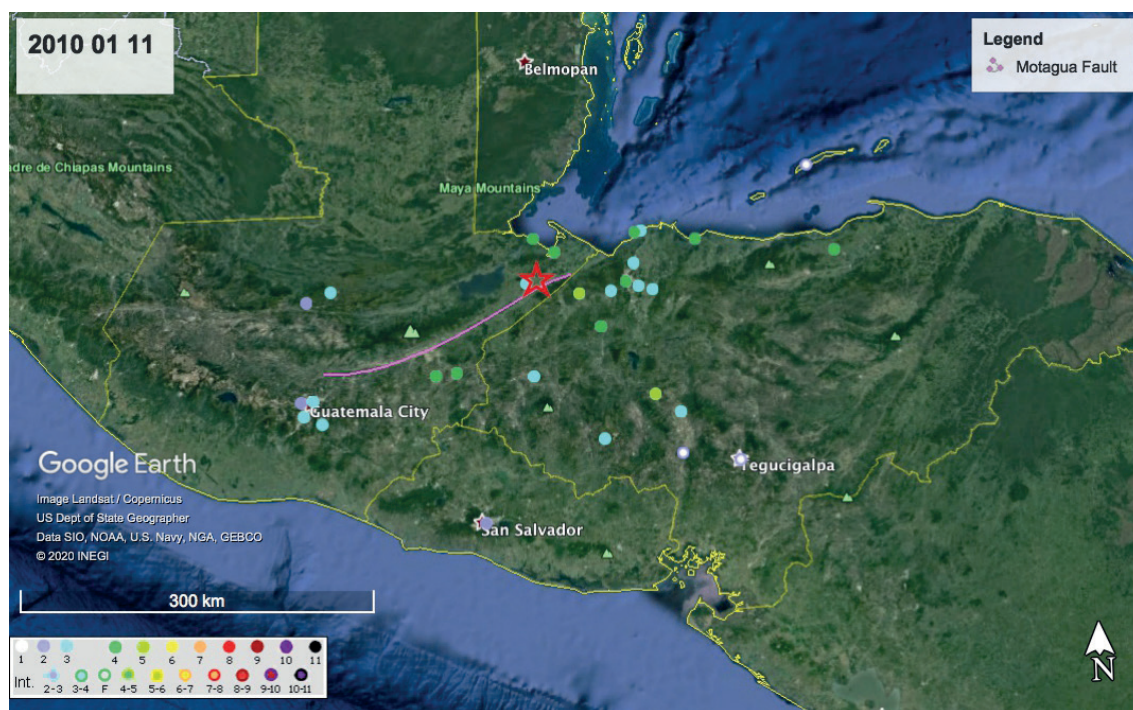 2010 01 11
Legend
Motagua Fault
Belmopan
adre de Chiapas Mountains
Maya Mountains
Guatemala City
Tegucigalpa
San Salvador
Google Earth
Image Landsat / Copernicus
US Dept of State Geographer
Data SIO, NOAA, U.S. Navy, NGA, GEBCO
© 2020 INEGI
300 km
N
1 2 3 4 5 6 7 8 9 10 11
Int. 2-3 3-4 F 4-5 5-6 6-7 7-8 8-9 9-10 10-11